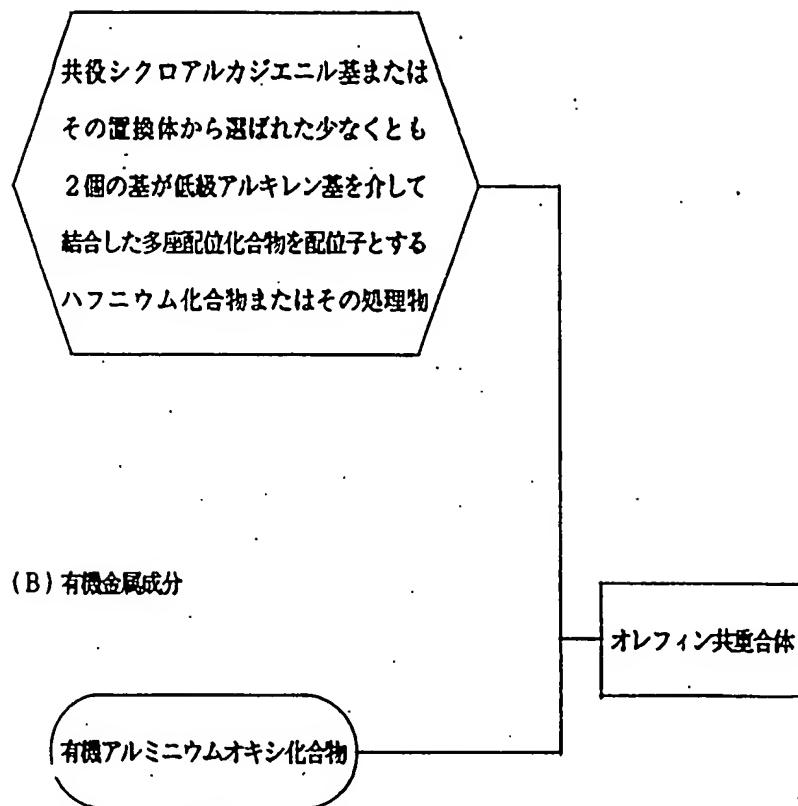 共役シクロアルカジエニル基または
その置換体から選ばれた少なくとも
2個の基が低級アルキレン基を介して
結合した多座配位化合物を配位子とする
ハフニウム化合物またはその処理物
(B)有機金属成分
オレフィン共重合体
有機アルミニウムオキシ化合物